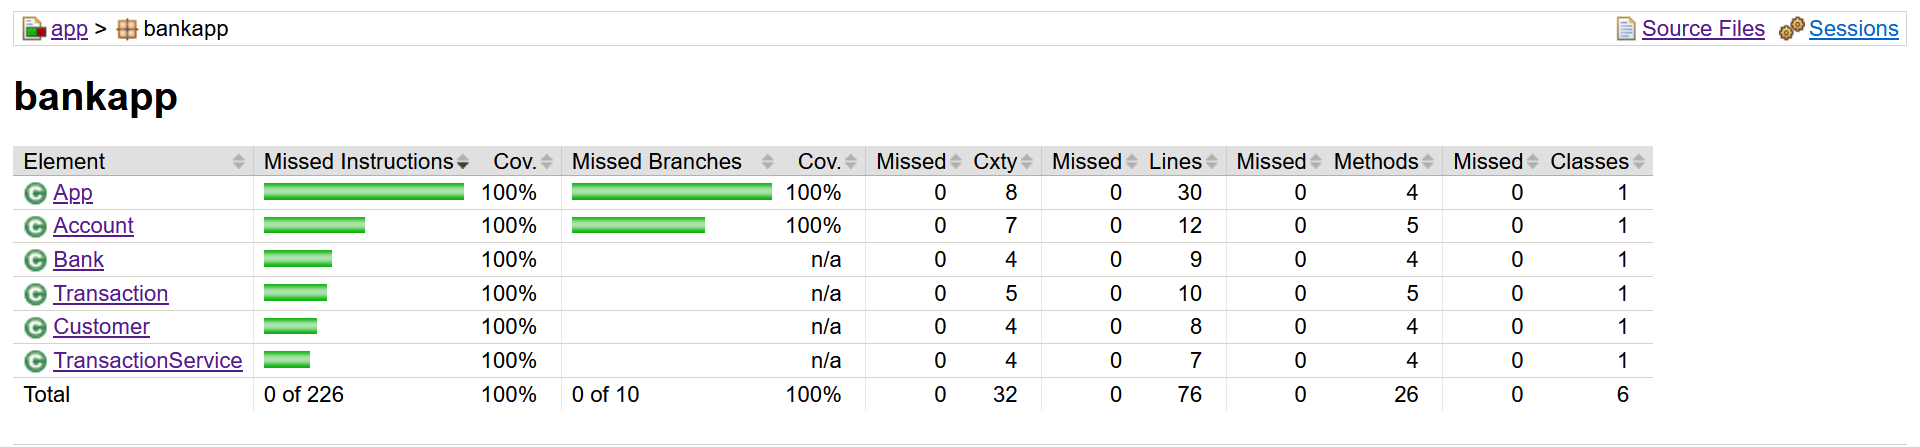 app > bankapp Source Files Sessions
bankapp
Element Missed Instructions Cov. Missed Branches Cov. Missed Cxty Missed Lines Missed Methods Missed Classes
App 100% 100% 0 8 0 30 0 4 0 1
Account 100% 100% 0 7 0 12 0 5 0 1
Bank 100% n/a 0 4 0 9 0 4 0 1
Transaction 100% n/a 0 5 0 10 0 5 0 1
Customer 100% n/a 0 4 0 8 0 4 0 1
TransactionService 100% n/a 0 4 0 7 0 4 0 1
Total 0 of 226 100% 0 of 10 100% 0 32 0 76 0 26 0 6